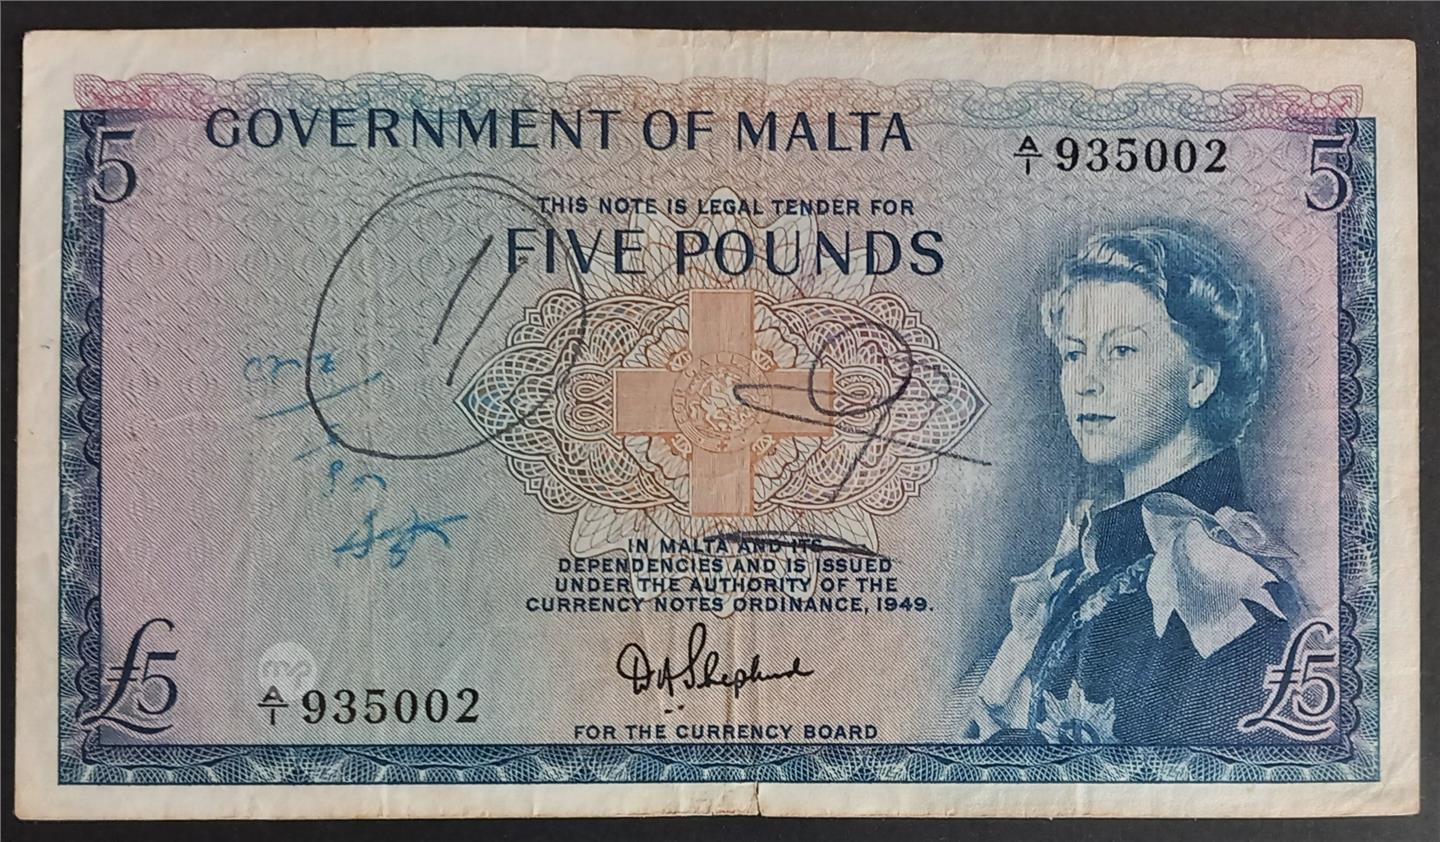 5 GOVERNMENT OF MALTA A/1 935002 5
THIS NOTE IS LEGAL TENDER FOR
FIVE POUNDS
11
IN MALTA AND ITS
DEPENDENCIES AND IS ISSUED
UNDER THE AUTHORITY OF THE
CURRENCY NOTES ORDINANCE, 1949.
D A Shepherd
£5 A/1 935002 £5
FOR THE CURRENCY BOARD